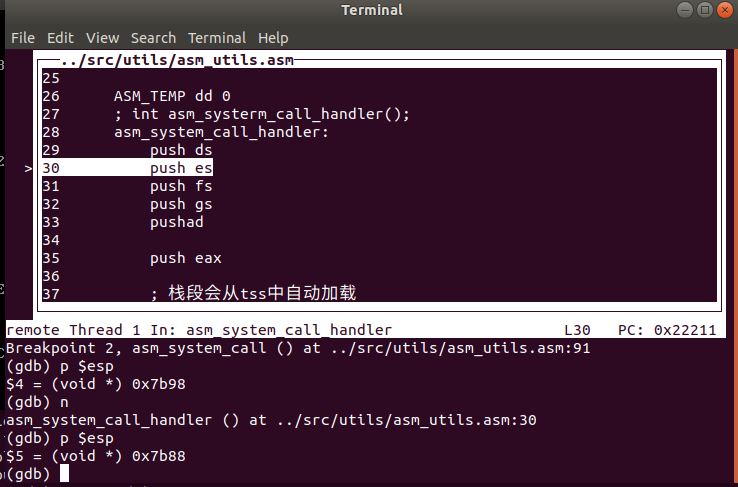 Terminal
File Edit View Search Terminal Help
../src/utils/asm_utils.asm
25
26 ASM_TEMP dd 0
27 ; int asm_systerm_call_handler();
28 asm_system_call_handler:
29 push ds
> 30 push es
31 push fs
32 push gs
33 pushad
34
35 push eax
36
37 ; 栈段会从tss中自动加载
remote Thread 1 In: asm_system_call_handler L30 PC: 0x22211
Breakpoint 2, asm_system_call () at ../src/utils/asm_utils.asm:91
(gdb) p $esp
$4 = (void *) 0x7b98
(gdb) n
asm_system_call_handler () at ../src/utils/asm_utils.asm:30
(gdb) p $esp
$5 = (void *) 0x7b88
(gdb)